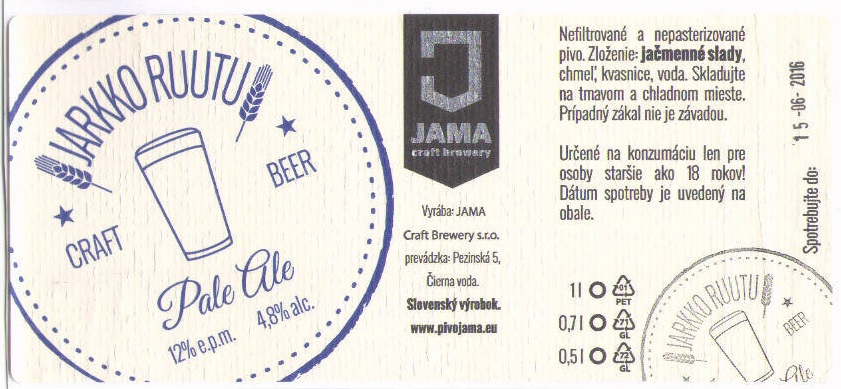 JARKKO RUUTU
CRAFT
BEER
Pale Ale
12% e.p.m. 4,8% alc.
JAMA
craft brewery
Vyrába: JAMA
Craft Brewery s.r.o.
prevádzka: Pezinská 5,
Čierna voda.
Slovenský výrobok.
www.pivojama.eu
Nefiltrované a nepasterizované
pivo. Zloženie: jačmenné slady,
chmeľ, kvasnice, voda. Skladujte
na tmavom a chladnom mieste.
Prípadný zákal nie je závadou.
Určené na konzumáciu len pre
osoby staršie ako 18 rokov!
Dátum spotreby je uvedený na
obale.
1 l 01 PET
0,7 l 71 GL
0,5 l 72 GL
Spotrebujte do:
15-06-2016
JARKKO RUUTU
BEER
Ale